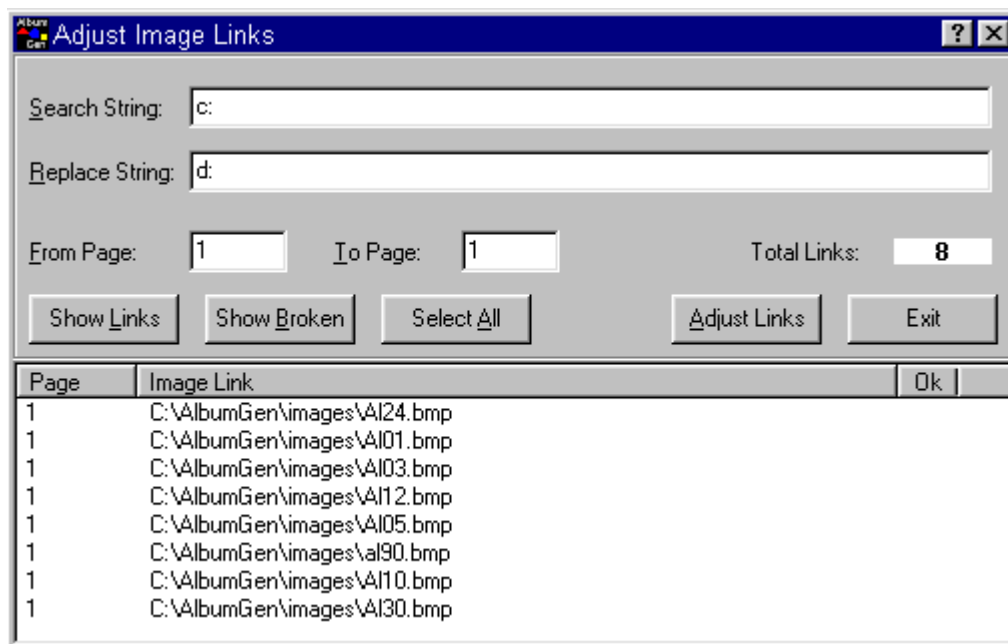 Album Gen
Adjust Image Links ? X
Search String: c:
Replace String: d:
From Page: 1 To Page: 1 Total Links: 8
Show Links Show Broken Select All Adjust Links Exit
Page Image Link Ok
1 C:\AlbumGen\images\Al24.bmp
1 C:\AlbumGen\images\Al01.bmp
1 C:\AlbumGen\images\Al03.bmp
1 C:\AlbumGen\images\Al12.bmp
1 C:\AlbumGen\images\Al05.bmp
1 C:\AlbumGen\images\al90.bmp
1 C:\AlbumGen\images\Al10.bmp
1 C:\AlbumGen\images\Al30.bmp